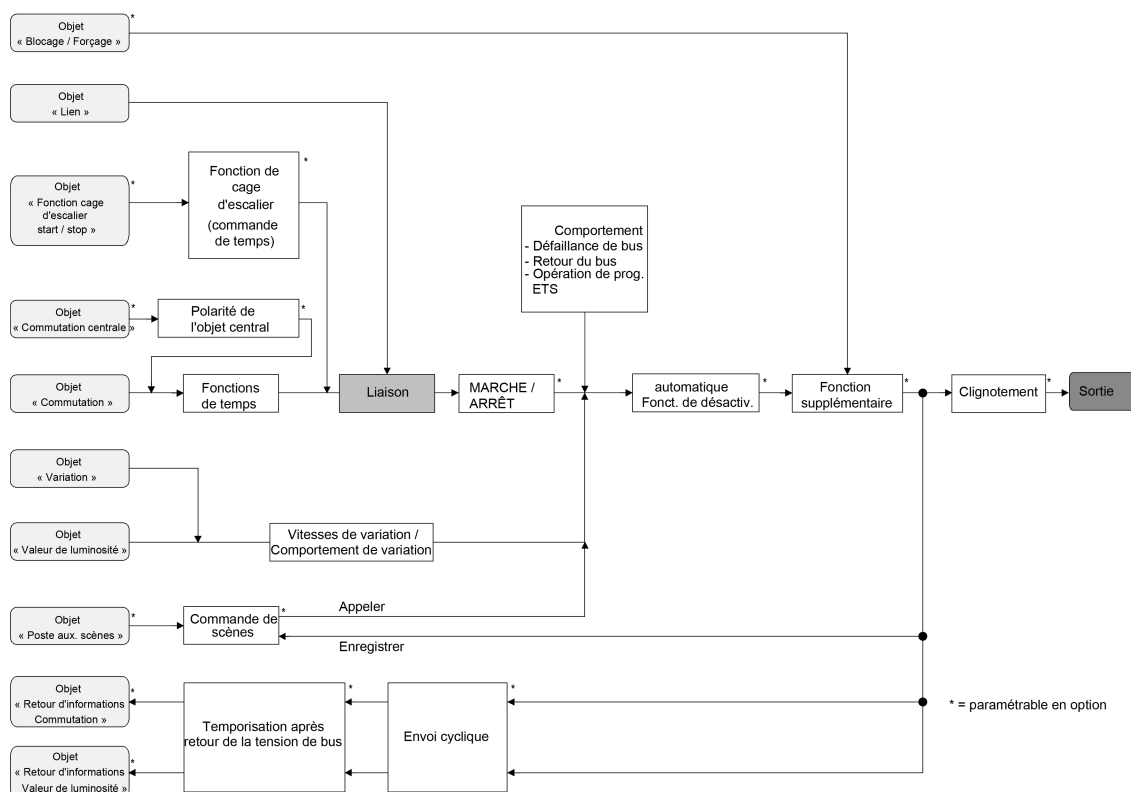 Objet *
« Blocage / Forçage »
Objet
« Lien »
Objet *
« Fonction cage
d'escalier
start / stop »
Fonction de *
cage
d'escalier
(commande
de temps)
Comportement
- Défaillance de bus
- Retour du bus
- Opération de prog.
ETS
Objet *
« Commutation centrale »
Polarité de *
l'objet central
Objet
« Commutation »
Fonctions
de temps
Liaison
MARCHE / *
ARRÊT
automatique *
Fonct. de désactiv.
Fonction *
supplémentaire
Clignotement *
Sortie
Objet
« Variation »
Objet
« Valeur de luminosité »
Vitesses de variation /
Comportement de variation
Objet *
« Poste aux. scènes »
Commande de *
scènes
Appeler
Enregistrer
Objet *
« Retour d'informations
Commutation »
Objet *
« Retour d'informations
Valeur de luminosité »
Temporisation après *
retour de la tension de bus
Envoi cyclique *
* = paramétrable en option